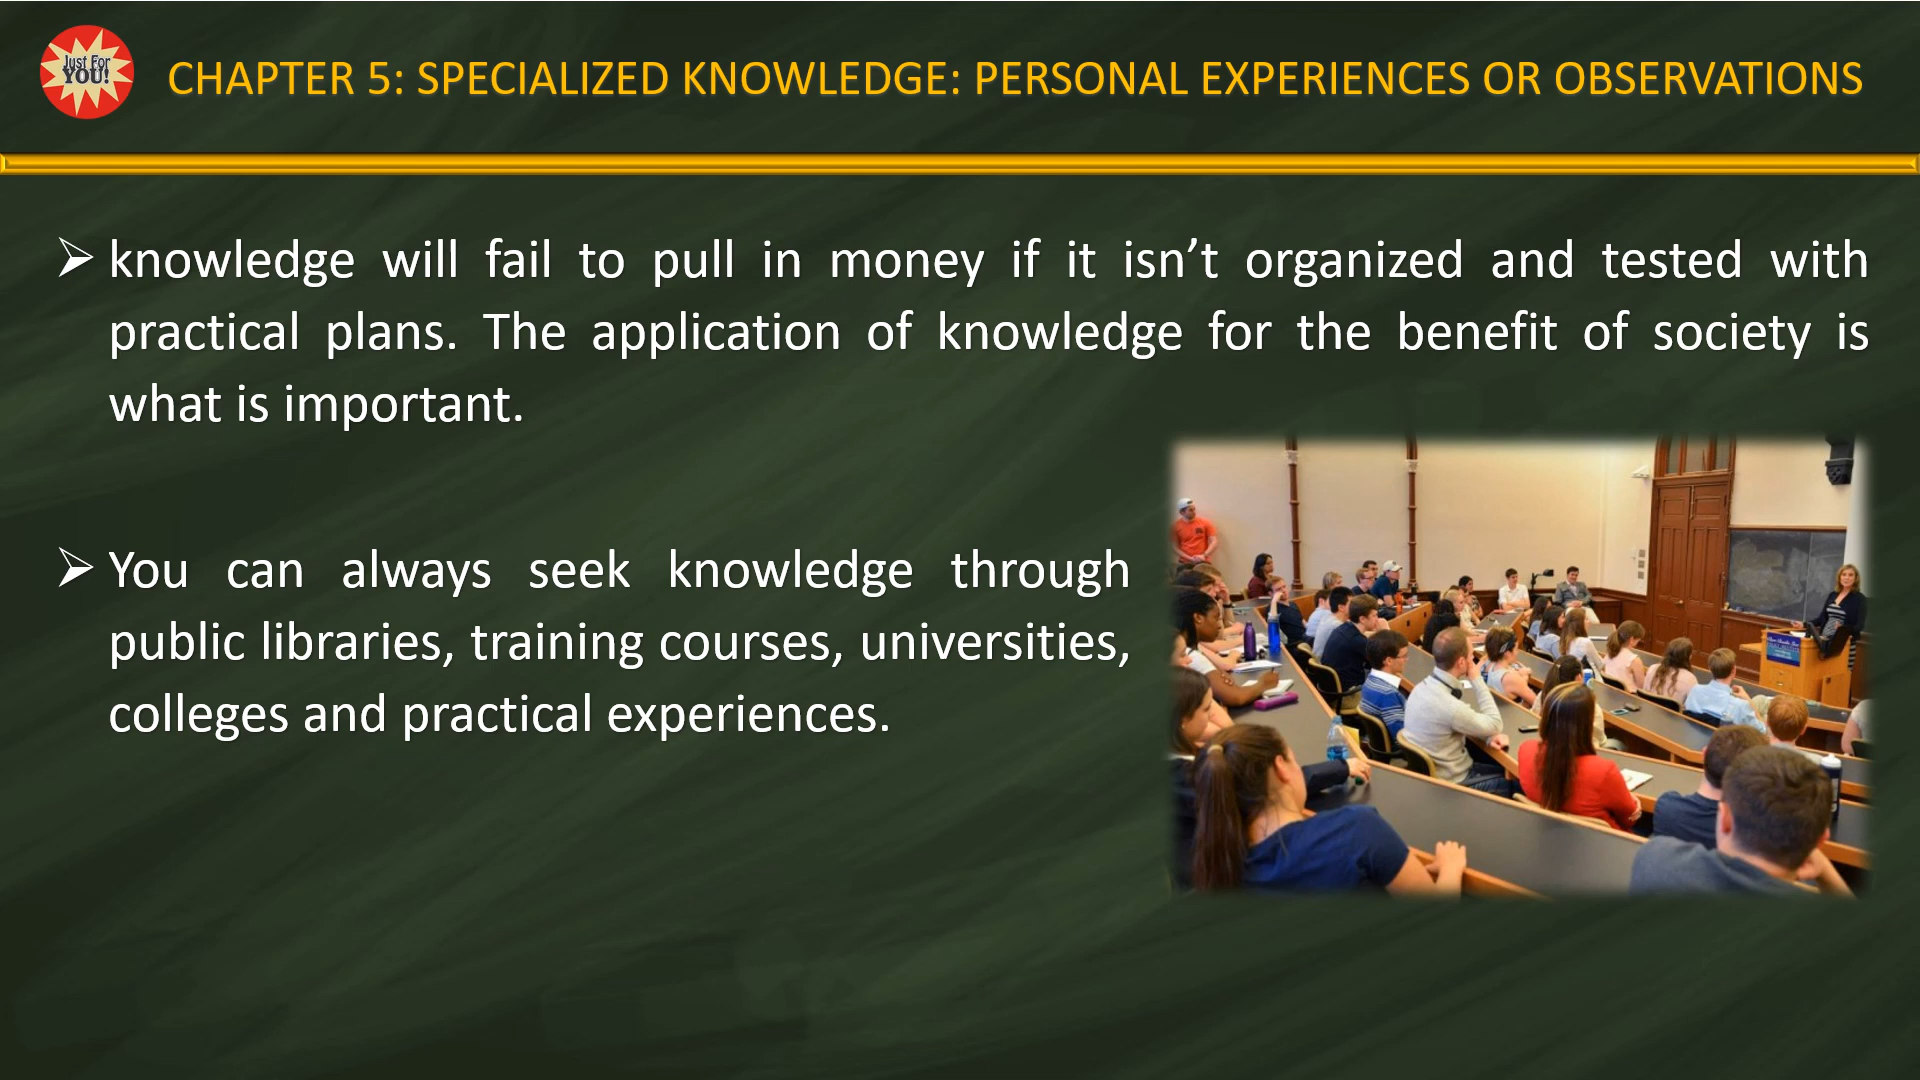 Just For
YOU!
CHAPTER 5: SPECIALIZED KNOWLEDGE: PERSONAL EXPERIENCES OR OBSERVATIONS
➢ knowledge will fail to pull in money if it isn’t organized and tested with
practical plans. The application of knowledge for the benefit of society is
what is important.
➢ You can always seek knowledge through
public libraries, training courses, universities,
colleges and practical experiences.